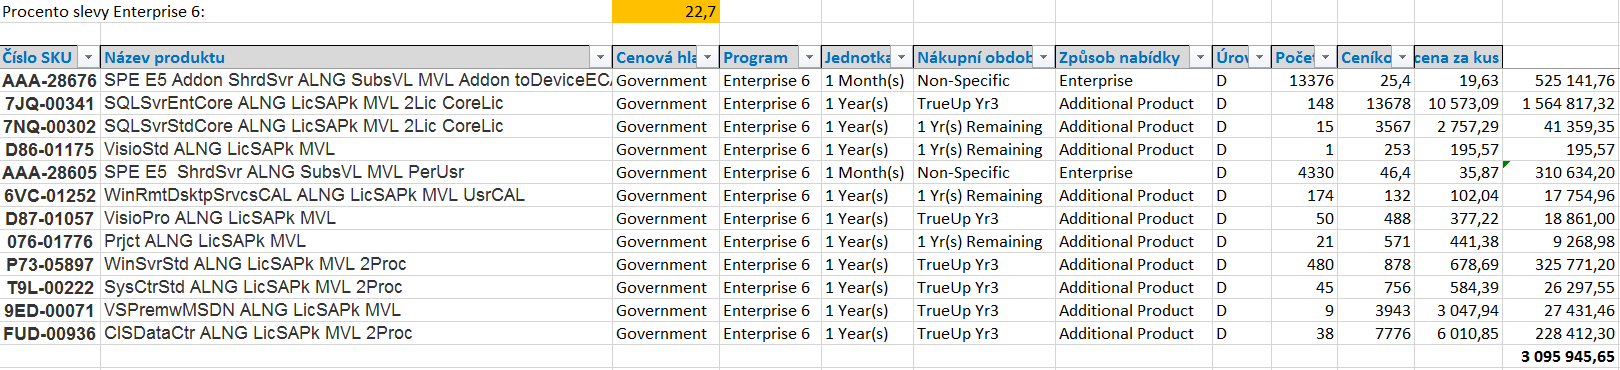 Procento slevy Enterprise 6: 22,7
Číslo SKU Název produktu Cenová hla Program Jednotka Nákupní obdob Způsob nabídky Úrov Počet Ceníko cena za kus
AAA-28676 SPE E5 Addon ShrdSvr ALNG SubsVL MVL Addon toDeviceECA Government Enterprise 6 1 Month(s) Non-Specific Enterprise D 13376 25,4 19,63 525 141,76
7JQ-00341 SQLSvrEntCore ALNG LicSAPk MVL 2Lic CoreLic Government Enterprise 6 1 Year(s) TrueUp Yr3 Additional Product D 148 13678 10 573,09 1 564 817,32
7NQ-00302 SQLSvrStdCore ALNG LicSAPk MVL 2Lic CoreLic Government Enterprise 6 1 Year(s) 1 Yr(s) Remaining Additional Product D 15 3567 2 757,29 41 359,35
D86-01175 VisioStd ALNG LicSAPk MVL Government Enterprise 6 1 Year(s) 1 Yr(s) Remaining Additional Product D 1 253 195,57 195,57
AAA-28605 SPE E5 ShrdSvr ALNG SubsVL MVL PerUsr Government Enterprise 6 1 Month(s) Non-Specific Enterprise D 4330 46,4 35,87 310 634,20
6VC-01252 WinRmtDsktpSrvcsCAL ALNG LicSAPk MVL UsrCAL Government Enterprise 6 1 Year(s) 1 Yr(s) Remaining Additional Product D 174 132 102,04 17 754,96
D87-01057 VisioPro ALNG LicSAPk MVL Government Enterprise 6 1 Year(s) TrueUp Yr3 Additional Product D 50 488 377,22 18 861,00
076-01776 Prjct ALNG LicSAPk MVL Government Enterprise 6 1 Year(s) 1 Yr(s) Remaining Additional Product D 21 571 441,38 9 268,98
P73-05897 WinSvrStd ALNG LicSAPk MVL 2Proc Government Enterprise 6 1 Year(s) TrueUp Yr3 Additional Product D 480 878 678,69 325 771,20
T9L-00222 SysCtrStd ALNG LicSAPk MVL 2Proc Government Enterprise 6 1 Year(s) TrueUp Yr3 Additional Product D 45 756 584,39 26 297,55
9ED-00071 VSPremwMSDN ALNG LicSAPk MVL Government Enterprise 6 1 Year(s) TrueUp Yr3 Additional Product D 9 3943 3 047,94 27 431,46
FUD-00936 CISDataCtr ALNG LicSAPk MVL 2Proc Government Enterprise 6 1 Year(s) TrueUp Yr3 Additional Product D 38 7776 6 010,85 228 412,30
3 095 945,65